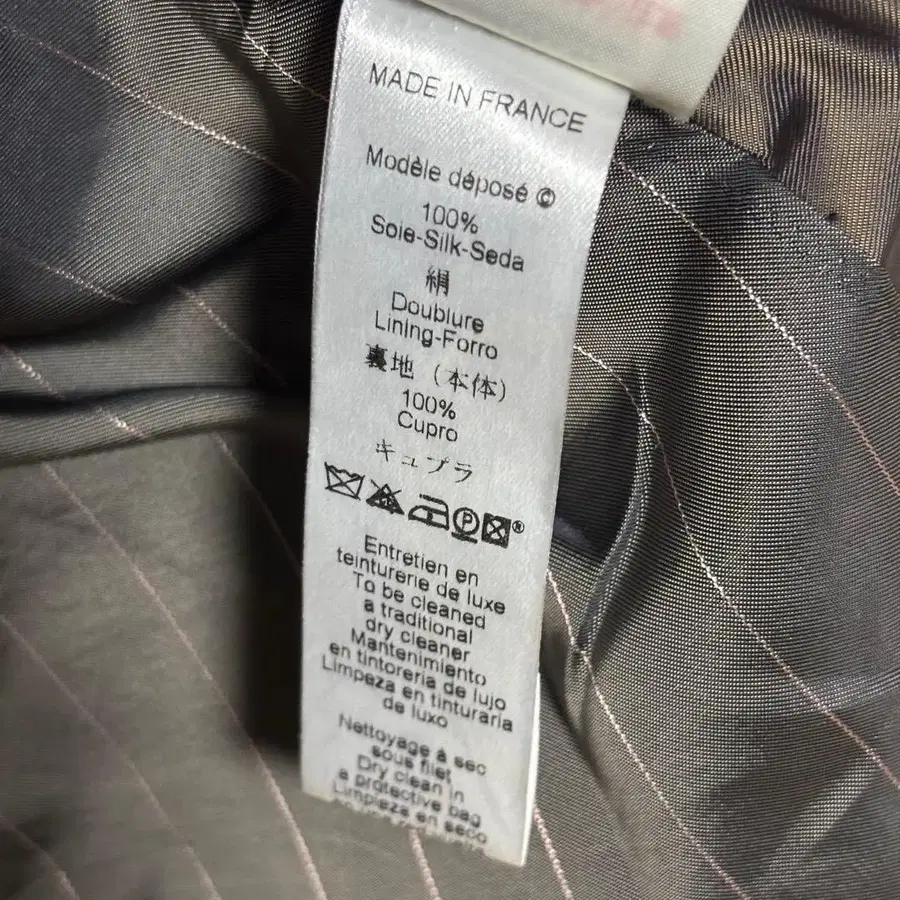 MADE IN FRANCE
Modèle déposé ©
100%
Soie-Silk-Seda
絹
Doublure
Lining-Forro
裏地 (本体)
100%
Cupro
キュプラ
P
Entretien en
teinturerie de luxe
To be cleaned
a traditional
dry cleaner
Mantenimiento
en tintoreria de lujo
Limpeza en tinturaria
de luxo
Nettoyage à sec
sous filet
Dry clean in
a protective bag
Limpieza en seco